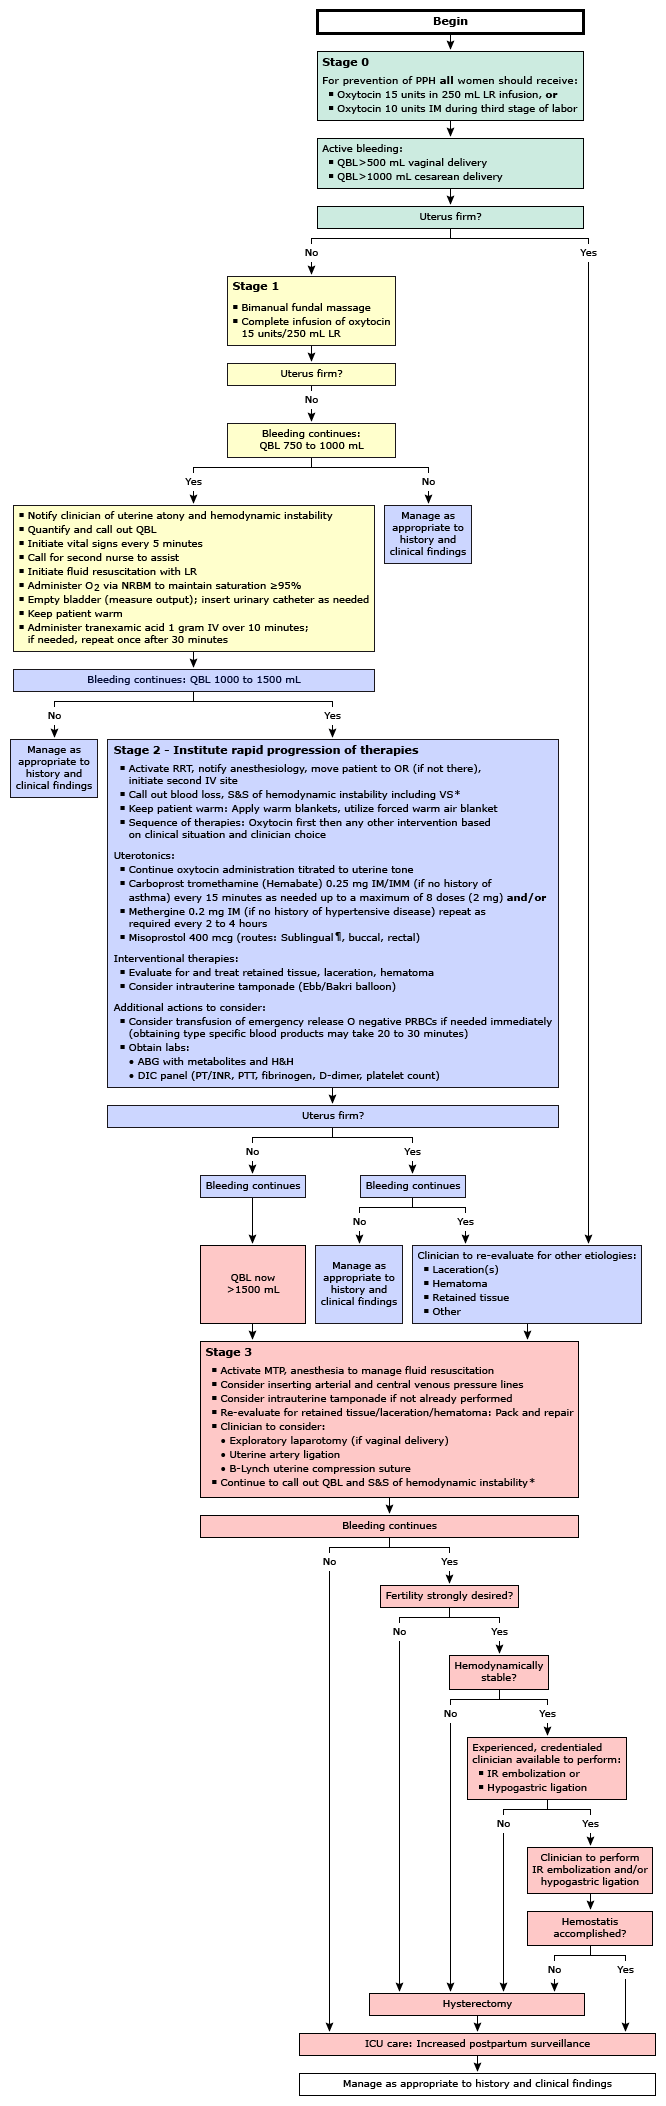 Begin
Stage 0
For prevention of PPH all women should receive:
▪ Oxytocin 15 units in 250 mL LR infusion, or
▪ Oxytocin 10 units IM during third stage of labor
Active bleeding:
▪ QBL>500 mL vaginal delivery
▪ QBL>1000 mL cesarean delivery
Uterus firm?
No
Yes
Stage 1
▪ Bimanual fundal massage
▪ Complete infusion of oxytocin
15 units/250 mL LR
Uterus firm?
No
Bleeding continues:
QBL 750 to 1000 mL
Yes
No
▪ Notify clinician of uterine atony and hemodynamic instability
▪ Quantify and call out QBL
▪ Initiate vital signs every 5 minutes
▪ Call for second nurse to assist
▪ Initiate fluid resuscitation with LR
▪ Administer O2 via NRBM to maintain saturation ≥95%
▪ Empty bladder (measure output); insert urinary catheter as needed
▪ Keep patient warm
▪ Administer tranexamic acid 1 gram IV over 10 minutes;
if needed, repeat once after 30 minutes
Manage as
appropriate to
history and
clinical findings
Bleeding continues: QBL 1000 to 1500 mL
No
Yes
Manage as
appropriate to
history and
clinical findings
Stage 2 - Institute rapid progression of therapies
▪ Activate RRT, notify anesthesiology, move patient to OR (if not there),
initiate second IV site
▪ Call out blood loss, S&S of hemodynamic instability including VS*
▪ Keep patient warm: Apply warm blankets, utilize forced warm air blanket
▪ Sequence of therapies: Oxytocin first then any other intervention based
on clinical situation and clinician choice
Uterotonics:
▪ Continue oxytocin administration titrated to uterine tone
▪ Carboprost tromethamine (Hemabate) 0.25 mg IM/IMM (if no history of
asthma) every 15 minutes as needed up to a maximum of 8 doses (2 mg) and/or
▪ Methergine 0.2 mg IM (if no history of hypertensive disease) repeat as
required every 2 to 4 hours
▪ Misoprostol 400 mcg (routes: Sublingual¶, buccal, rectal)
Interventional therapies:
▪ Evaluate for and treat retained tissue, laceration, hematoma
▪ Consider intrauterine tamponade (Ebb/Bakri balloon)
Additional actions to consider:
▪ Consider transfusion of emergency release O negative PRBCs if needed immediately
(obtaining type specific blood products may take 20 to 30 minutes)
▪ Obtain labs:
• ABG with metabolites and H&H
• DIC panel (PT/INR, PTT, fibrinogen, D-dimer, platelet count)
Uterus firm?
No
Yes
Bleeding continues
Bleeding continues
No
Yes
QBL now
>1500 mL
Manage as
appropriate to
history and
clinical findings
Clinician to re-evaluate for other etiologies:
▪ Laceration(s)
▪ Hematoma
▪ Retained tissue
▪ Other
Stage 3
▪ Activate MTP, anesthesia to manage fluid resuscitation
▪ Consider inserting arterial and central venous pressure lines
▪ Consider intrauterine tamponade if not already performed
▪ Re-evaluate for retained tissue/laceration/hematoma: Pack and repair
▪ Clinician to consider:
• Exploratory laparotomy (if vaginal delivery)
• Uterine artery ligation
• B-Lynch uterine compression suture
▪ Continue to call out QBL and S&S of hemodynamic instability*
Bleeding continues
No
Yes
Fertility strongly desired?
No
Yes
Hemodynamically
stable?
No
Yes
Experienced, credentialed
clinician available to perform:
▪ IR embolization or
▪ Hypogastric ligation
No
Yes
Clinician to perform
IR embolization and/or
hypogastric ligation
Hemostatis
accomplished?
No
Yes
Hysterectomy
ICU care: Increased postpartum surveillance
Manage as appropriate to history and clinical findings